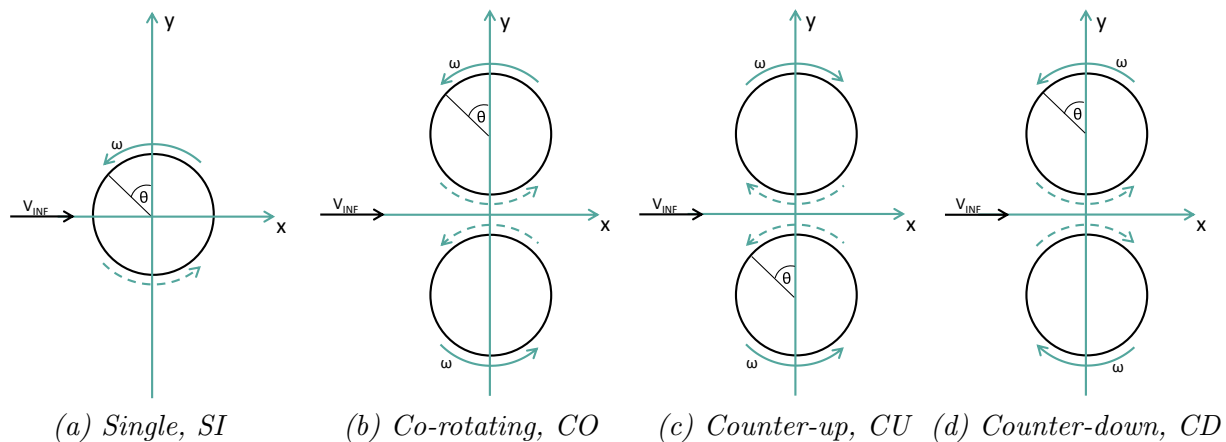 y
ω
θ
V_INF
x
(a) Single, SI
y
ω
θ
V_INF
x
ω
(b) Co-rotating, CO
y
ω
V_INF
x
θ
ω
(c) Counter-up, CU
y
ω
θ
V_INF
x
ω
(d) Counter-down, CD